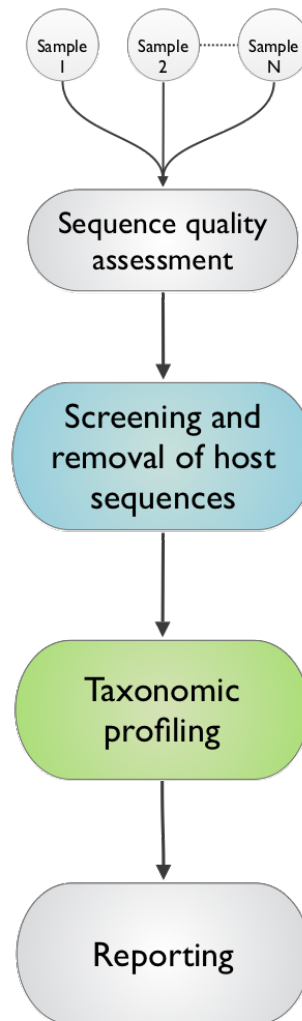 Sample Sample Sample
1 2 N
Sequence quality
assessment
Screening and
removal of host
sequences
Taxonomic
profiling
Reporting